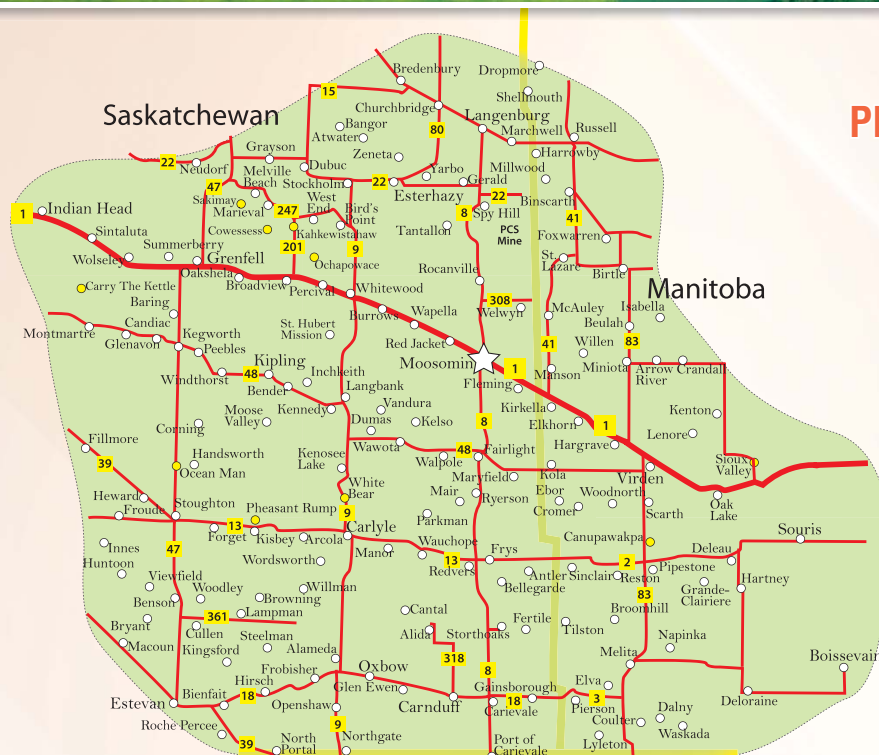 Bredenbury
Dropmore
15
Shellmouth
Saskatchewan
Churchbridge
Langenburg
Bangor
80
Marchwell
Russell
Atwater
Grayson
Zeneta
Harrowby
22
Neudorf
Melville
Beach
Dubuc
Yarbo
Millwood
47
Stockholm
22
Gerald
Sakimay
West
End
Esterhazy
22
Binscarth
1
Indian Head
Marieval
247
Bird's
Point
8
Spy Hill
41
Cowessess
Kahkewistahaw
Tantallon
PCS
Mine
Foxwarren
Sintaluta
Summerberry
201
9
Wolseley
Grenfell
Ochapowace
St.
Lazare
Oakshela
Rocanville
Birtle
Carry The Kettle
Broadview
Percival
Whitewood
Manitoba
Baring
308
Candiac
Burrows
Wapella
Welwyn
McAuley
Isabella
Montmartre
St. Hubert
Mission
Beulah
Glenavon
Kegworth
Red Jacket
41
Willen
83
Peebles
Kipling
Moosomin
1
Manson
Miniota
Arrow
River
Crandall
Windthorst
48
Inchkeith
Fleming
Bender
Langbank
Kirkella
Moose
Valley
Kennedy
Vandura
Kenton
Corning
Dumas
Kelso
8
Elkhorn
1
Fillmore
Hargrave
Lenore
Handsworth
Kenosee
Lake
Wawota
48
Fairlight
39
Ocean Man
Walpole
Kola
Virden
Sioux
Valley
Maryfield
Heward
White
Bear
Mair
Ebor
Woodnorth
Stoughton
Pheasant Rump
Ryerson
Cromer
Scarth
Oak
Lake
Froude
9
Parkman
13
Carlyle
Souris
Forget
Kisbey
Arcola
Canupawakpa
Innes
47
Manor
Wauchope
Frys
Deleau
Huntoon
Wordsworth
13
2
Redvers
Pipestone
Antler
Sinclair
Reston
Viewfield
Willman
Bellegarde
Hartney
Woodley
83
Grande-
Clairiere
Benson
Browning
Cantal
Broomhill
361
Lampman
Fertile
Bryant
Cullen
Alida
Storthoaks
Tilston
Napinka
Macoun
Steelman
Kingsford
Alameda
318
Melita
Boissevain
Frobisher
Oxbow
8
Hirsch
Glen Ewen
Gainsborough
Elva
Estevan
Bienfait
18
Carnduff
18
3
Deloraine
Openshaw
Carievale
Pierson
Dalny
Roche Percee
9
Coulter
Waskada
39
North
Portal
Northgate
Port of
Carievale
Lyleton